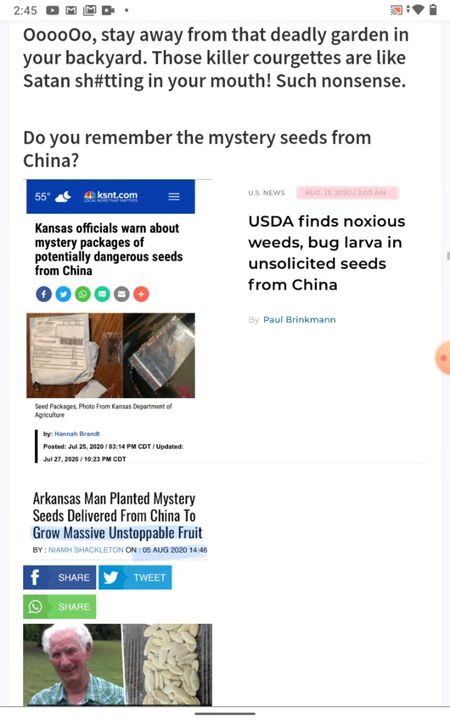 2:45
OoooOo, stay away from that deadly garden in
your backyard. Those killer courgettes are like
Satan sh#tting in your mouth! Such nonsense.
Do you remember the mystery seeds from
China?
55°
ksnt.com
LOCAL NEWS THAT MATTERS
Kansas officials warn about
mystery packages of
potentially dangerous seeds
from China
Seed Packages, Photo From Kansas Department of
Agriculture
by: Hannah Brandt
Posted: Jul 25, 2020 / 03:14 PM CDT / Updated:
Jul 27, 2020 / 10:23 PM CDT
U.S. NEWS AUG. 13, 2020 / 3:00 AM
USDA finds noxious
weeds, bug larva in
unsolicited seeds
from China
By Paul Brinkmann
Arkansas Man Planted Mystery
Seeds Delivered From China To
Grow Massive Unstoppable Fruit
BY : NIAMH SHACKLETON ON : 05 AUG 2020 14:46
SHARE
TWEET
SHARE